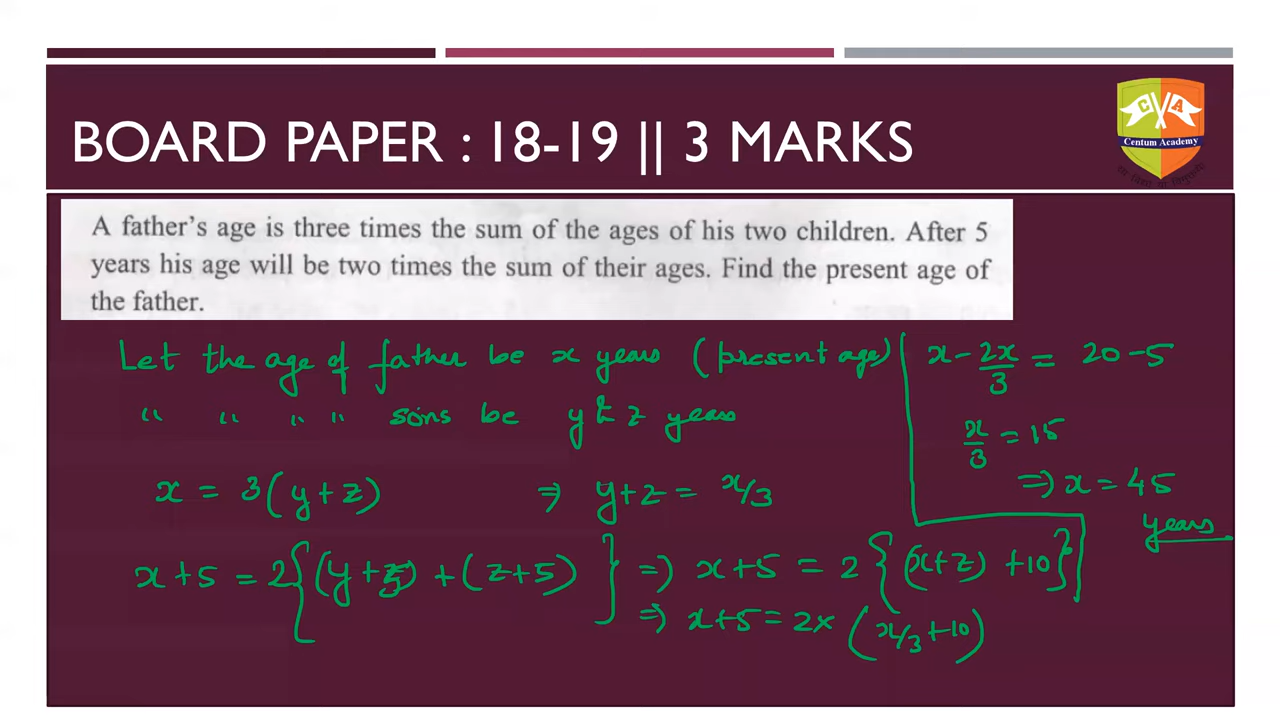 BOARD PAPER : 18-19 || 3 MARKS
C A
Centum Academy
A father's age is three times the sum of the ages of his two children. After 5
years his age will be two times the sum of their ages. Find the present age of
the father.
Let the age of father be x years (present age)
“ “ “ “ sons be y & z years
x = 3(y+z) ⇒ y+z = x/3
x+5 = 2{(y+5) + (z+5)} ⇒ x+5 = 2{(x+z) +10}
⇒ x+5 = 2× (x/3 +10)
x - 2x/3 = 20 - 5
x/3 = 15
⇒ x = 45
years